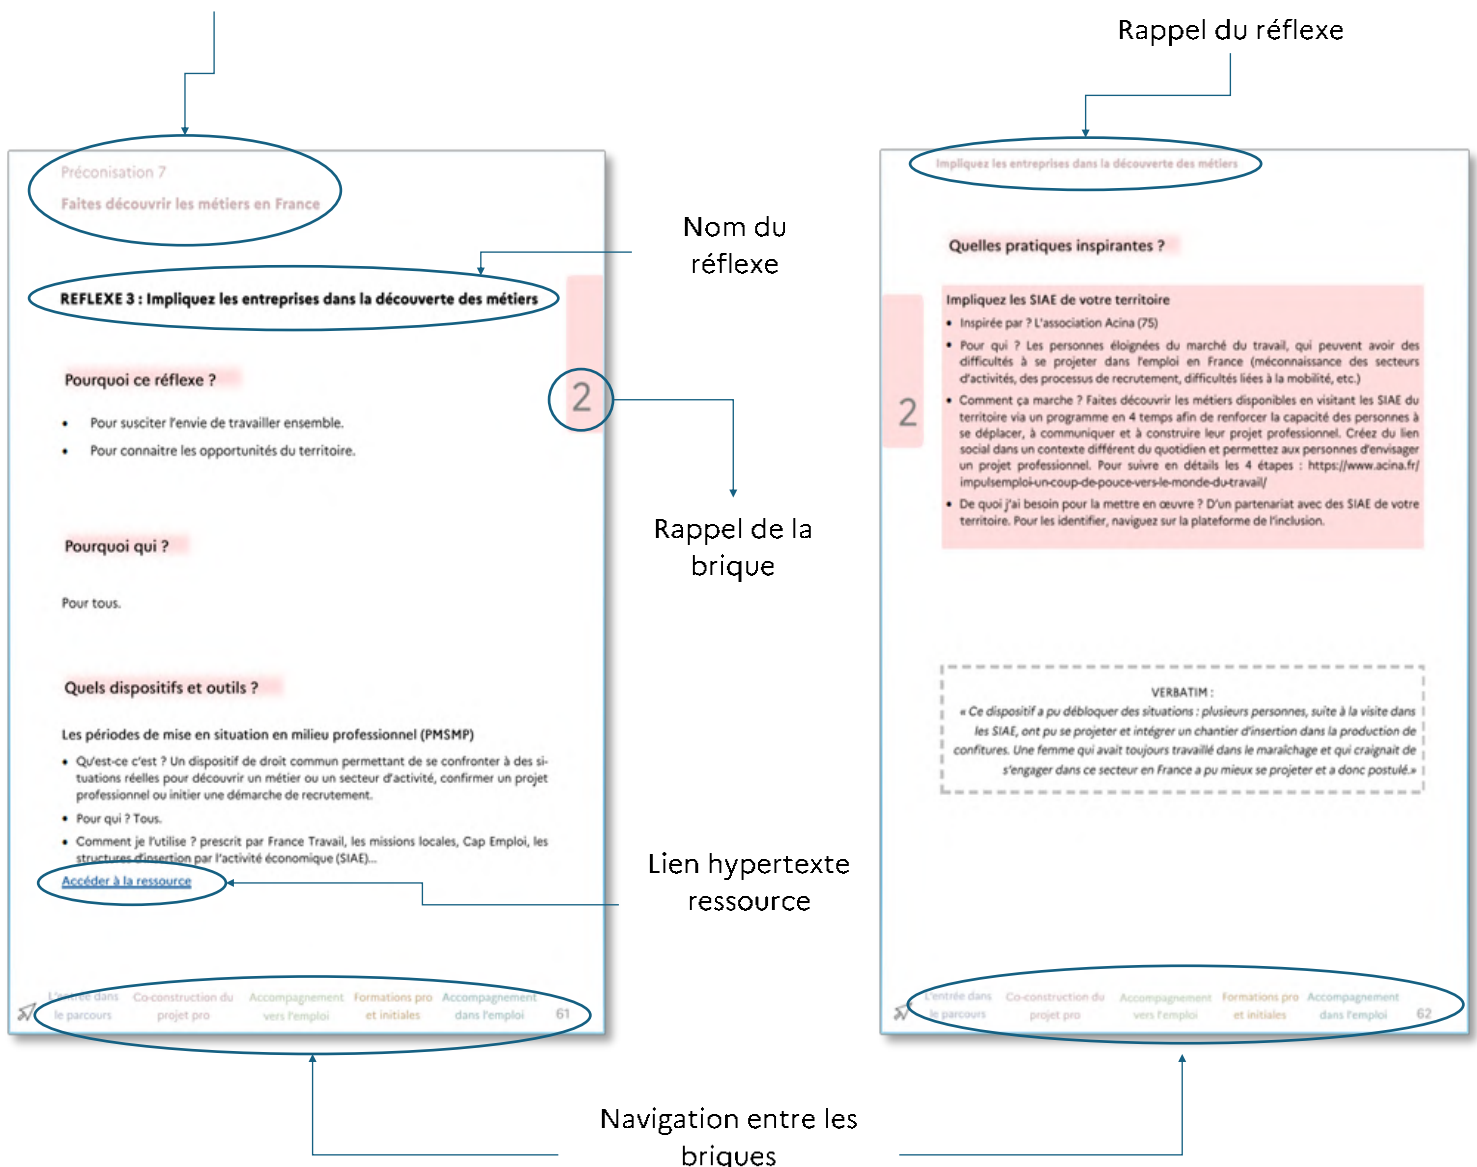 Rappel du réflexe
Préconisation 7
Faites découvrir les métiers en France
Nom du
réflexe
REFLEXE 3 : Impliquez les entreprises dans la découverte des métiers
Pourquoi ce réflexe ?
• Pour susciter l'envie de travailler ensemble.
• Pour connaitre les opportunités du territoire.
2
Rappel de la
brique
Pourquoi qui ?
Pour tous.
Quels dispositifs et outils ?
Les périodes de mise en situation en milieu professionnel (PMSMP)
• Qu'est-ce c'est ? Un dispositif de droit commun permettant de se confronter à des si-
tuations réelles pour découvrir un métier ou un secteur d'activité, confirmer un projet
professionnel ou initier une démarche de recrutement.
• Pour qui ? Tous.
• Comment je l'utilise ? prescrit par France Travail, les missions locales, Cap Emploi, les
structures d'insertion par l'activité économique (SIAE)...
Accéder à la ressource
Lien hypertexte
ressource
L'entrée dans
le parcours
Co-construction du
projet pro
Accompagnement
vers l'emploi
Formations pro
et initiales
Accompagnement
dans l'emploi
61
Impliquez les entreprises dans la découverte des métiers
Quelles pratiques inspirantes ?
2
Impliquez les SIAE de votre territoire
• Inspirée par ? L'association Acina (75)
• Pour qui ? Les personnes éloignées du marché du travail, qui peuvent avoir des
difficultés à se projeter dans l'emploi en France (méconnaissance des secteurs
d'activités, des processus de recrutement, difficultés liées à la mobilité, etc.)
• Comment ça marche ? Faites découvrir les métiers disponibles en visitant les SIAE du
territoire via un programme en 4 temps afin de renforcer la capacité des personnes à
se déplacer, à communiquer et à construire leur projet professionnel. Créez du lien
social dans un contexte différent du quotidien et permettez aux personnes d'envisager
un projet professionnel. Pour suivre en détails les 4 étapes : https://www.acina.fr/
impulsemploi-un-coup-de-pouce-vers-le-monde-du-travail/
• De quoi j'ai besoin pour la mettre en œuvre ? D'un partenariat avec des SIAE de votre
territoire. Pour les identifier, naviguez sur la plateforme de l'inclusion.
VERBATIM :
« Ce dispositif a pu débloquer des situations : plusieurs personnes, suite à la visite dans
les SIAE, ont pu se projeter et intégrer un chantier d'insertion dans la production de
confitures. Une femme qui avait toujours travaillé dans le maraîchage et qui craignait de
s'engager dans ce secteur en France a pu mieux se projeter et a donc postulé.»
L'entrée dans
le parcours
Co-construction du
projet pro
Accompagnement
vers l'emploi
Formations pro
et initiales
Accompagnement
dans l'emploi
62
Navigation entre les
briques